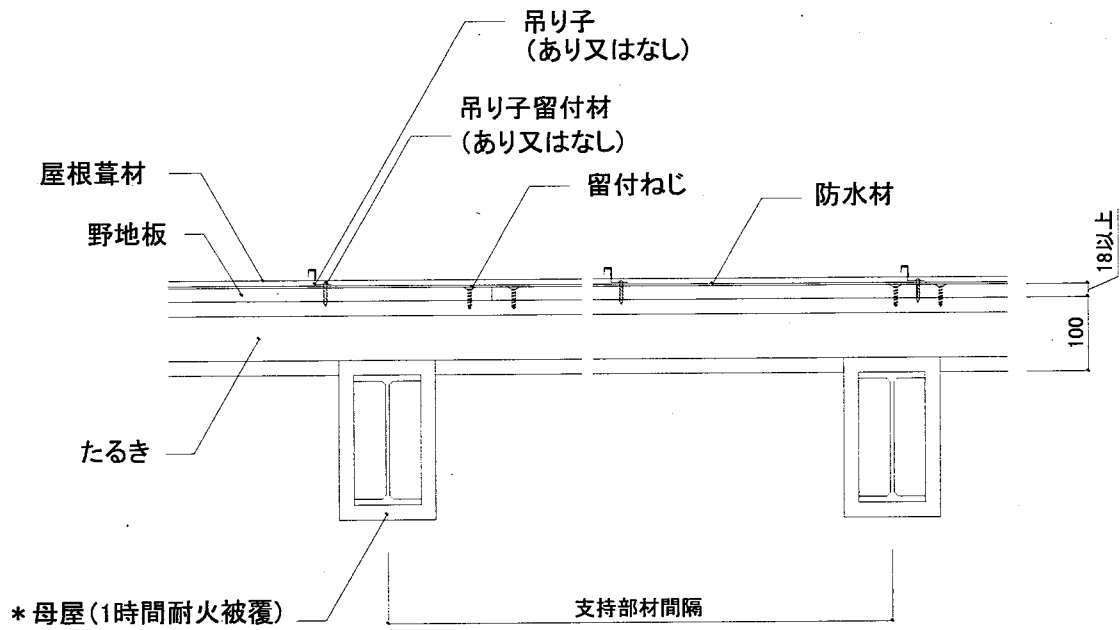 吊り子
(あり又はなし)
吊り子留付材
(あり又はなし)
屋根葺材
留付ねじ
防水材
野地板
18以上
100
たるき
*母屋(1時間耐火被覆)
支持部材間隔